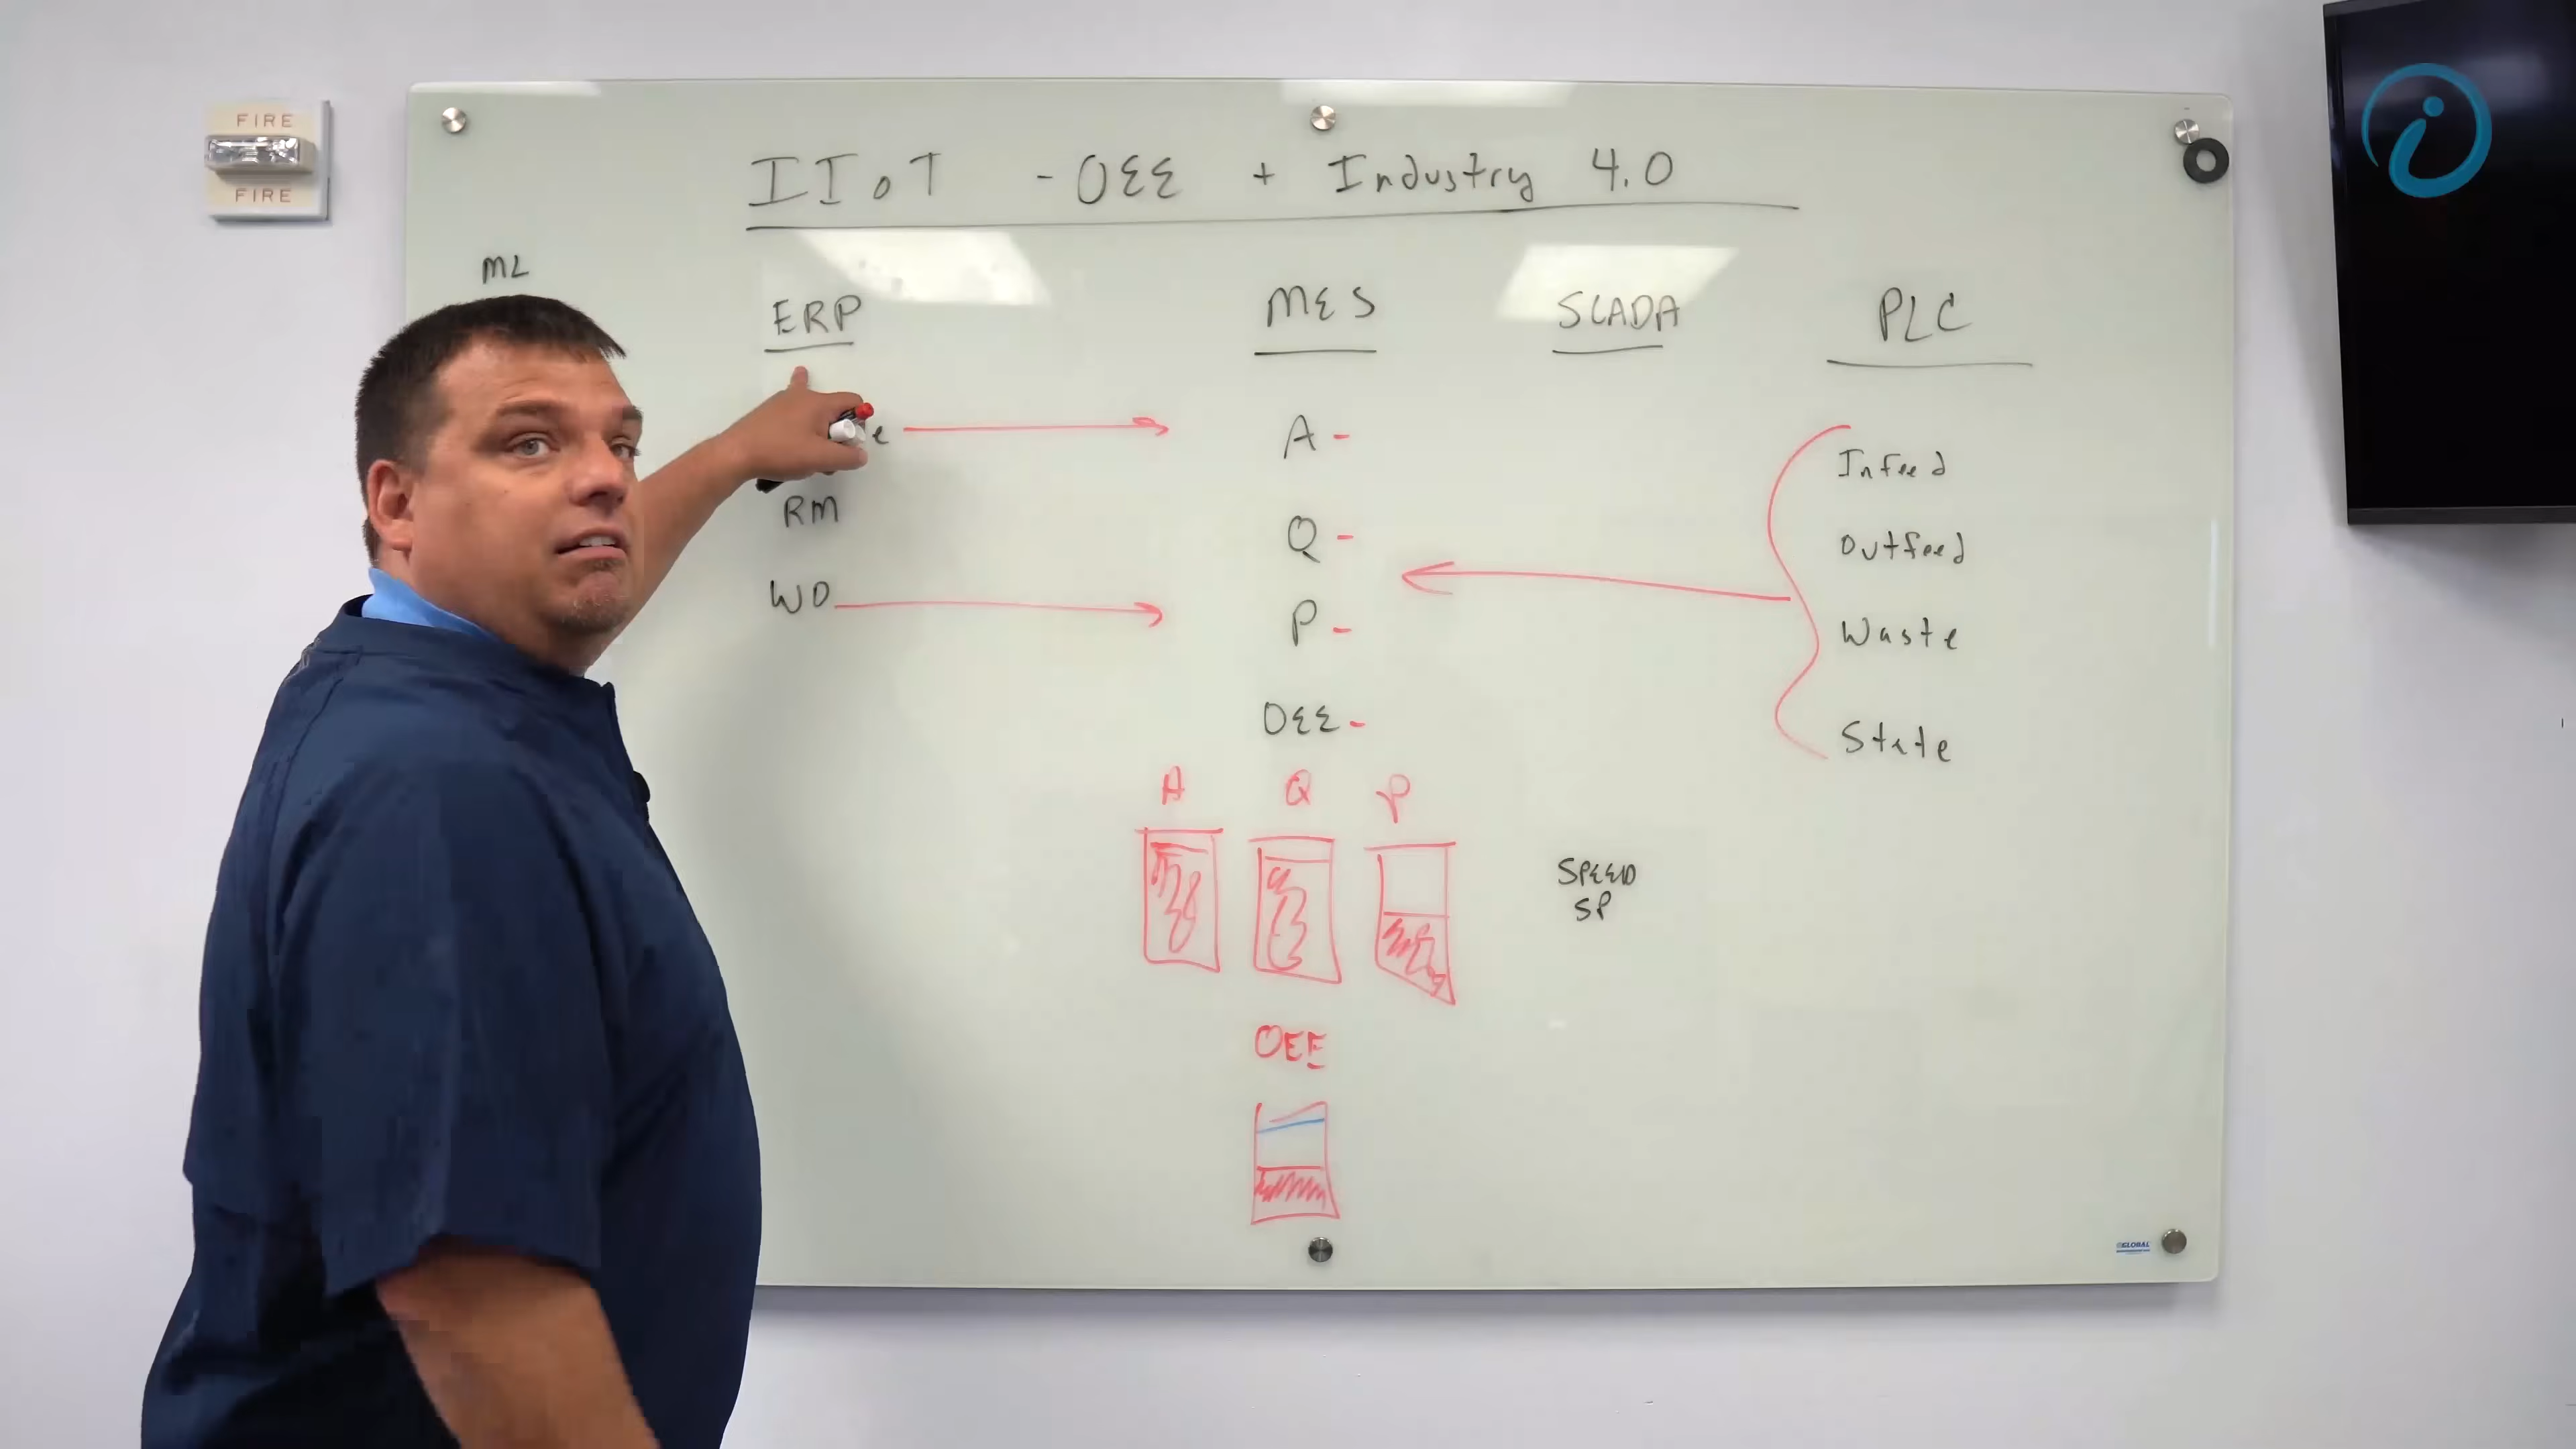 FIRE
FIRE
IIoT - OEE + Industry 4.0
ML
ERP
MES
SCADA
PLC
A -
Infeed
RM
Q -
Outfeed
WO
P -
Waste
OEE -
State
A Q P
SPEED
SP
OEE
GLOBAL